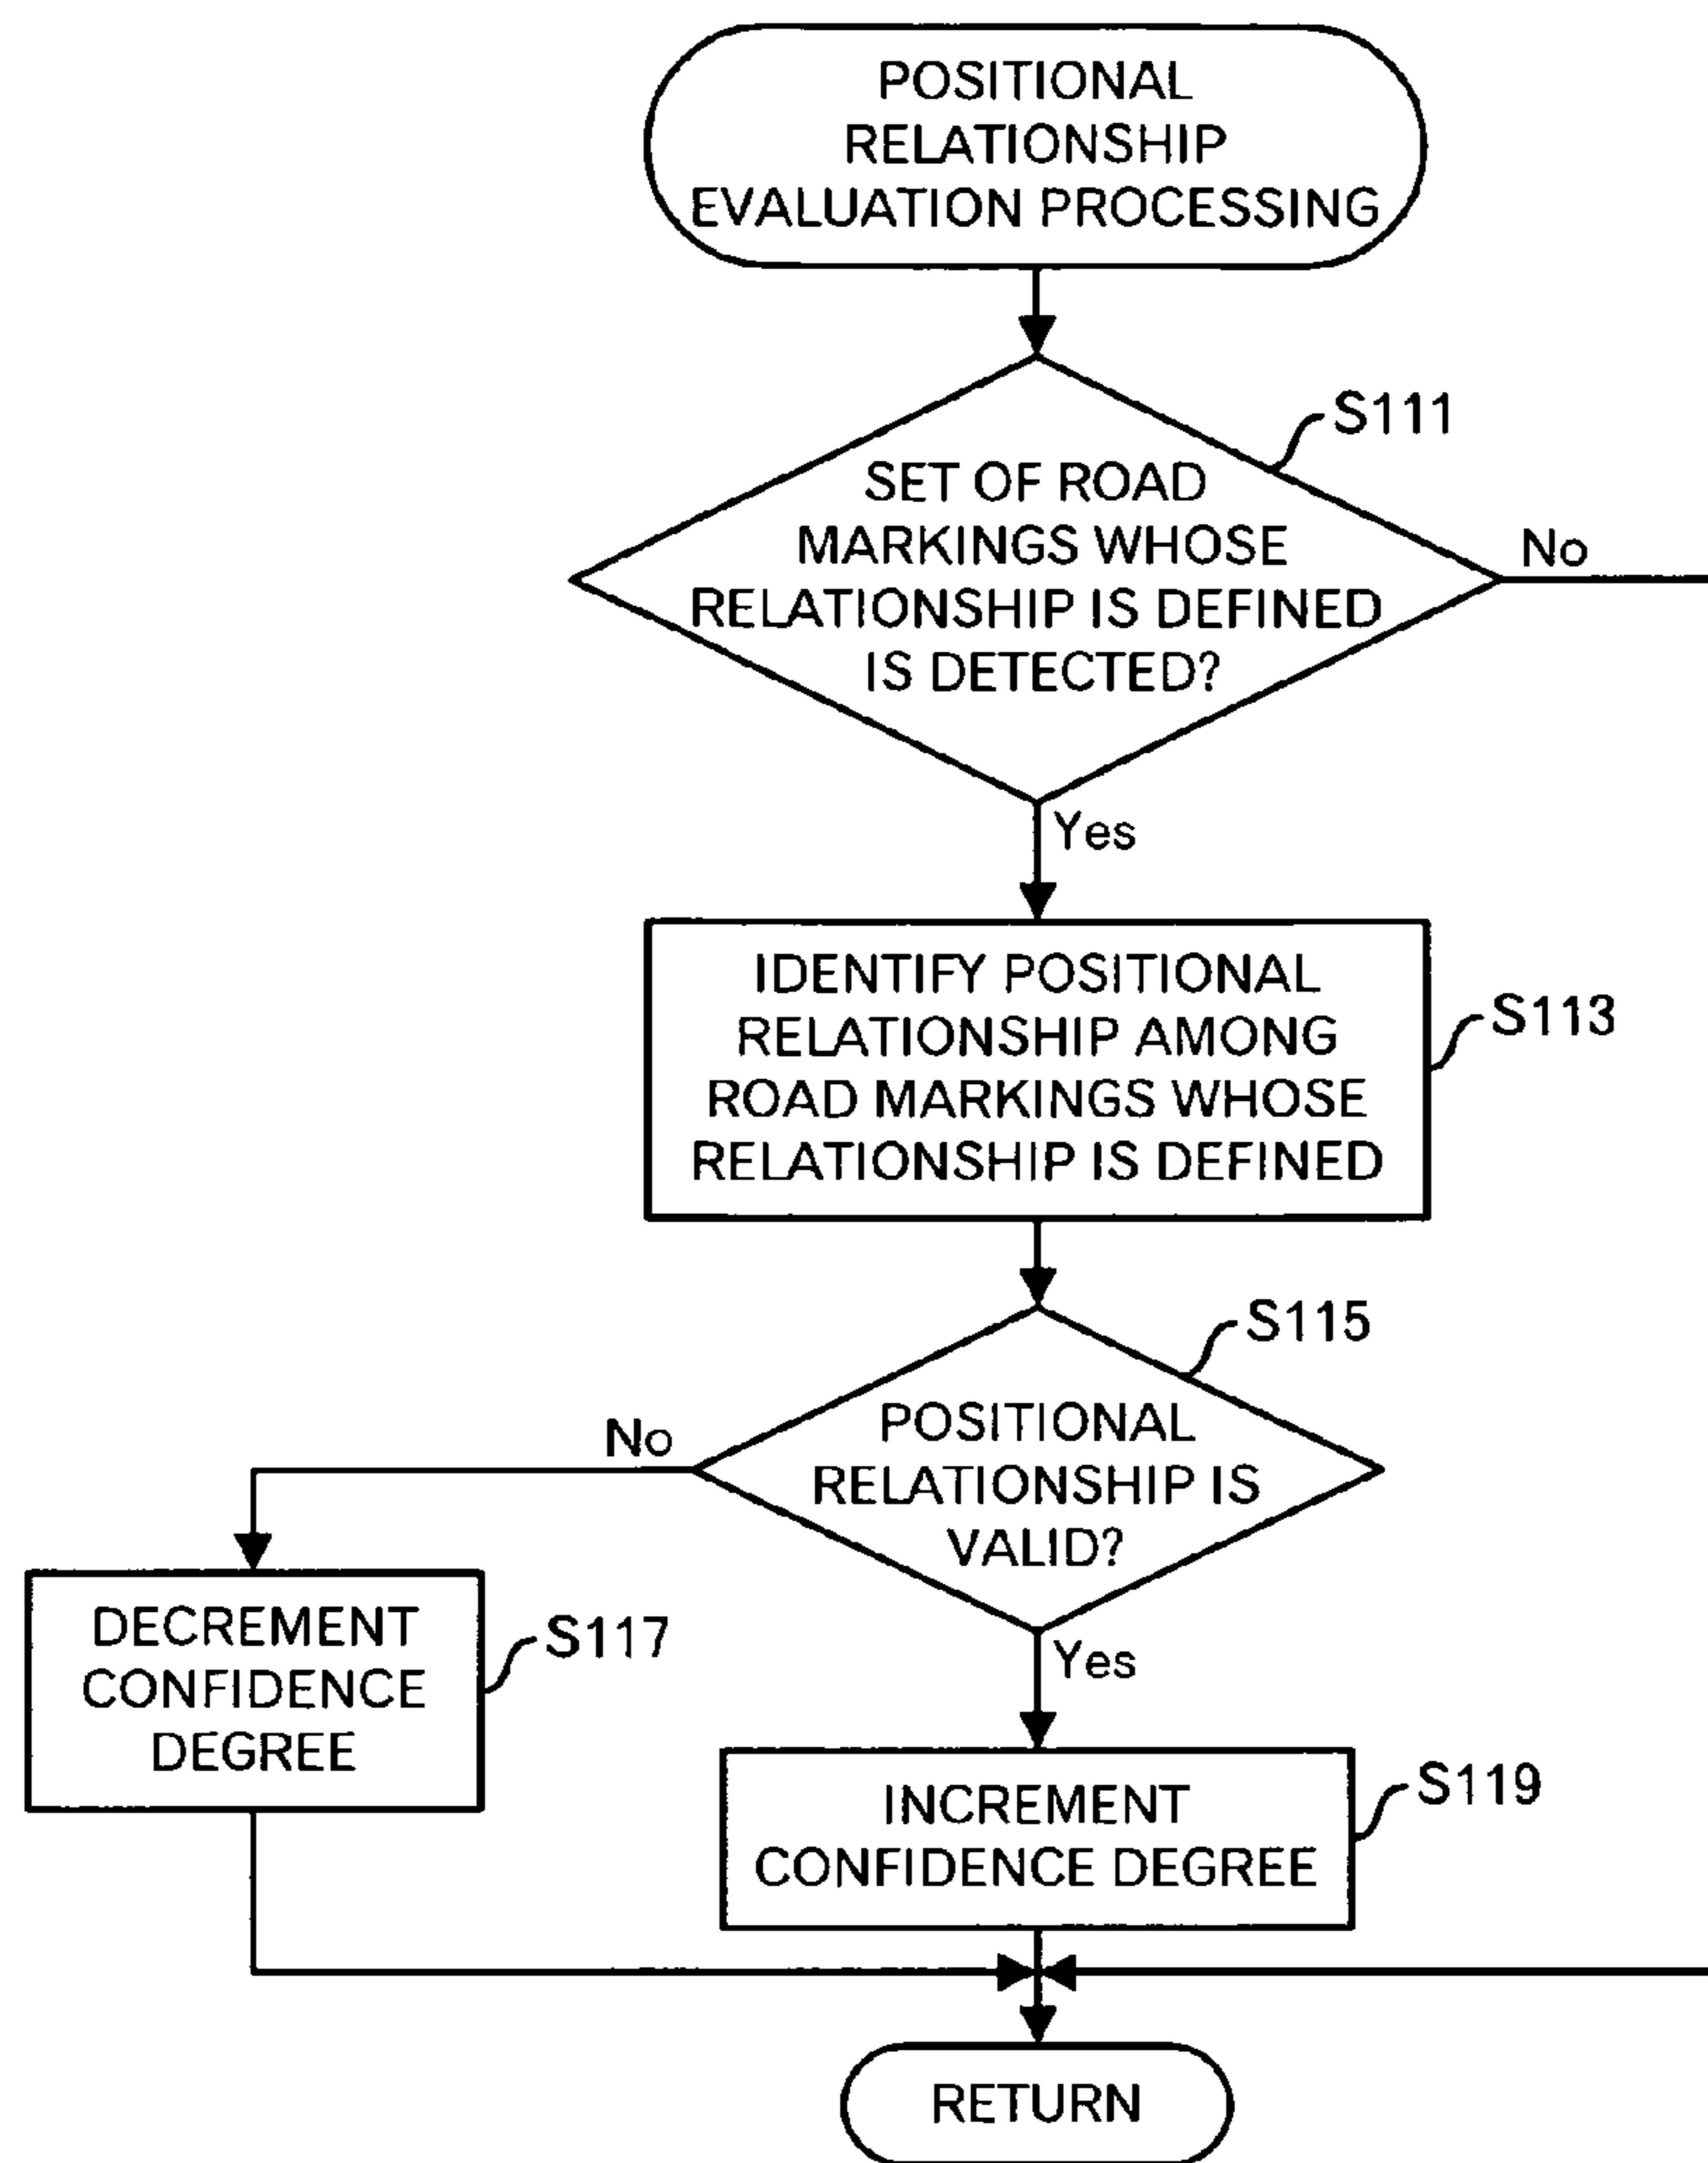 POSITIONAL
RELATIONSHIP
EVALUATION PROCESSING
S111
SET OF ROAD
MARKINGS WHOSE
RELATIONSHIP IS DEFINED
IS DETECTED?
No
Yes
IDENTIFY POSITIONAL
RELATIONSHIP AMONG
ROAD MARKINGS WHOSE
RELATIONSHIP IS DEFINED
S113
S115
POSITIONAL
RELATIONSHIP IS
VALID?
No
Yes
DECREMENT
CONFIDENCE
DEGREE
S117
INCREMENT
CONFIDENCE DEGREE
S119
RETURN